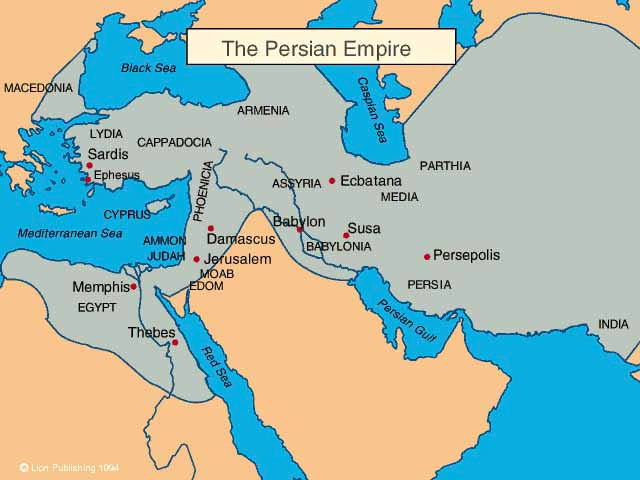 The Persian Empire
Black Sea
Caspian Sea
MACEDONIA
ARMENIA
LYDIA
CAPPADOCIA
Sardis
Ephesus
PHOENICIA
ASSYRIA
Ecbatana
PARTHIA
MEDIA
CYPRUS
Mediterranean Sea
AMMON
Damascus
Babylon
Susa
BABYLONIA
JUDAH
Jerusalem
MOAB
EDOM
Persepolis
PERSIA
Memphis
EGYPT
Thebes
Red Sea
Persian Gulf
INDIA
© Lion Publishing 1994